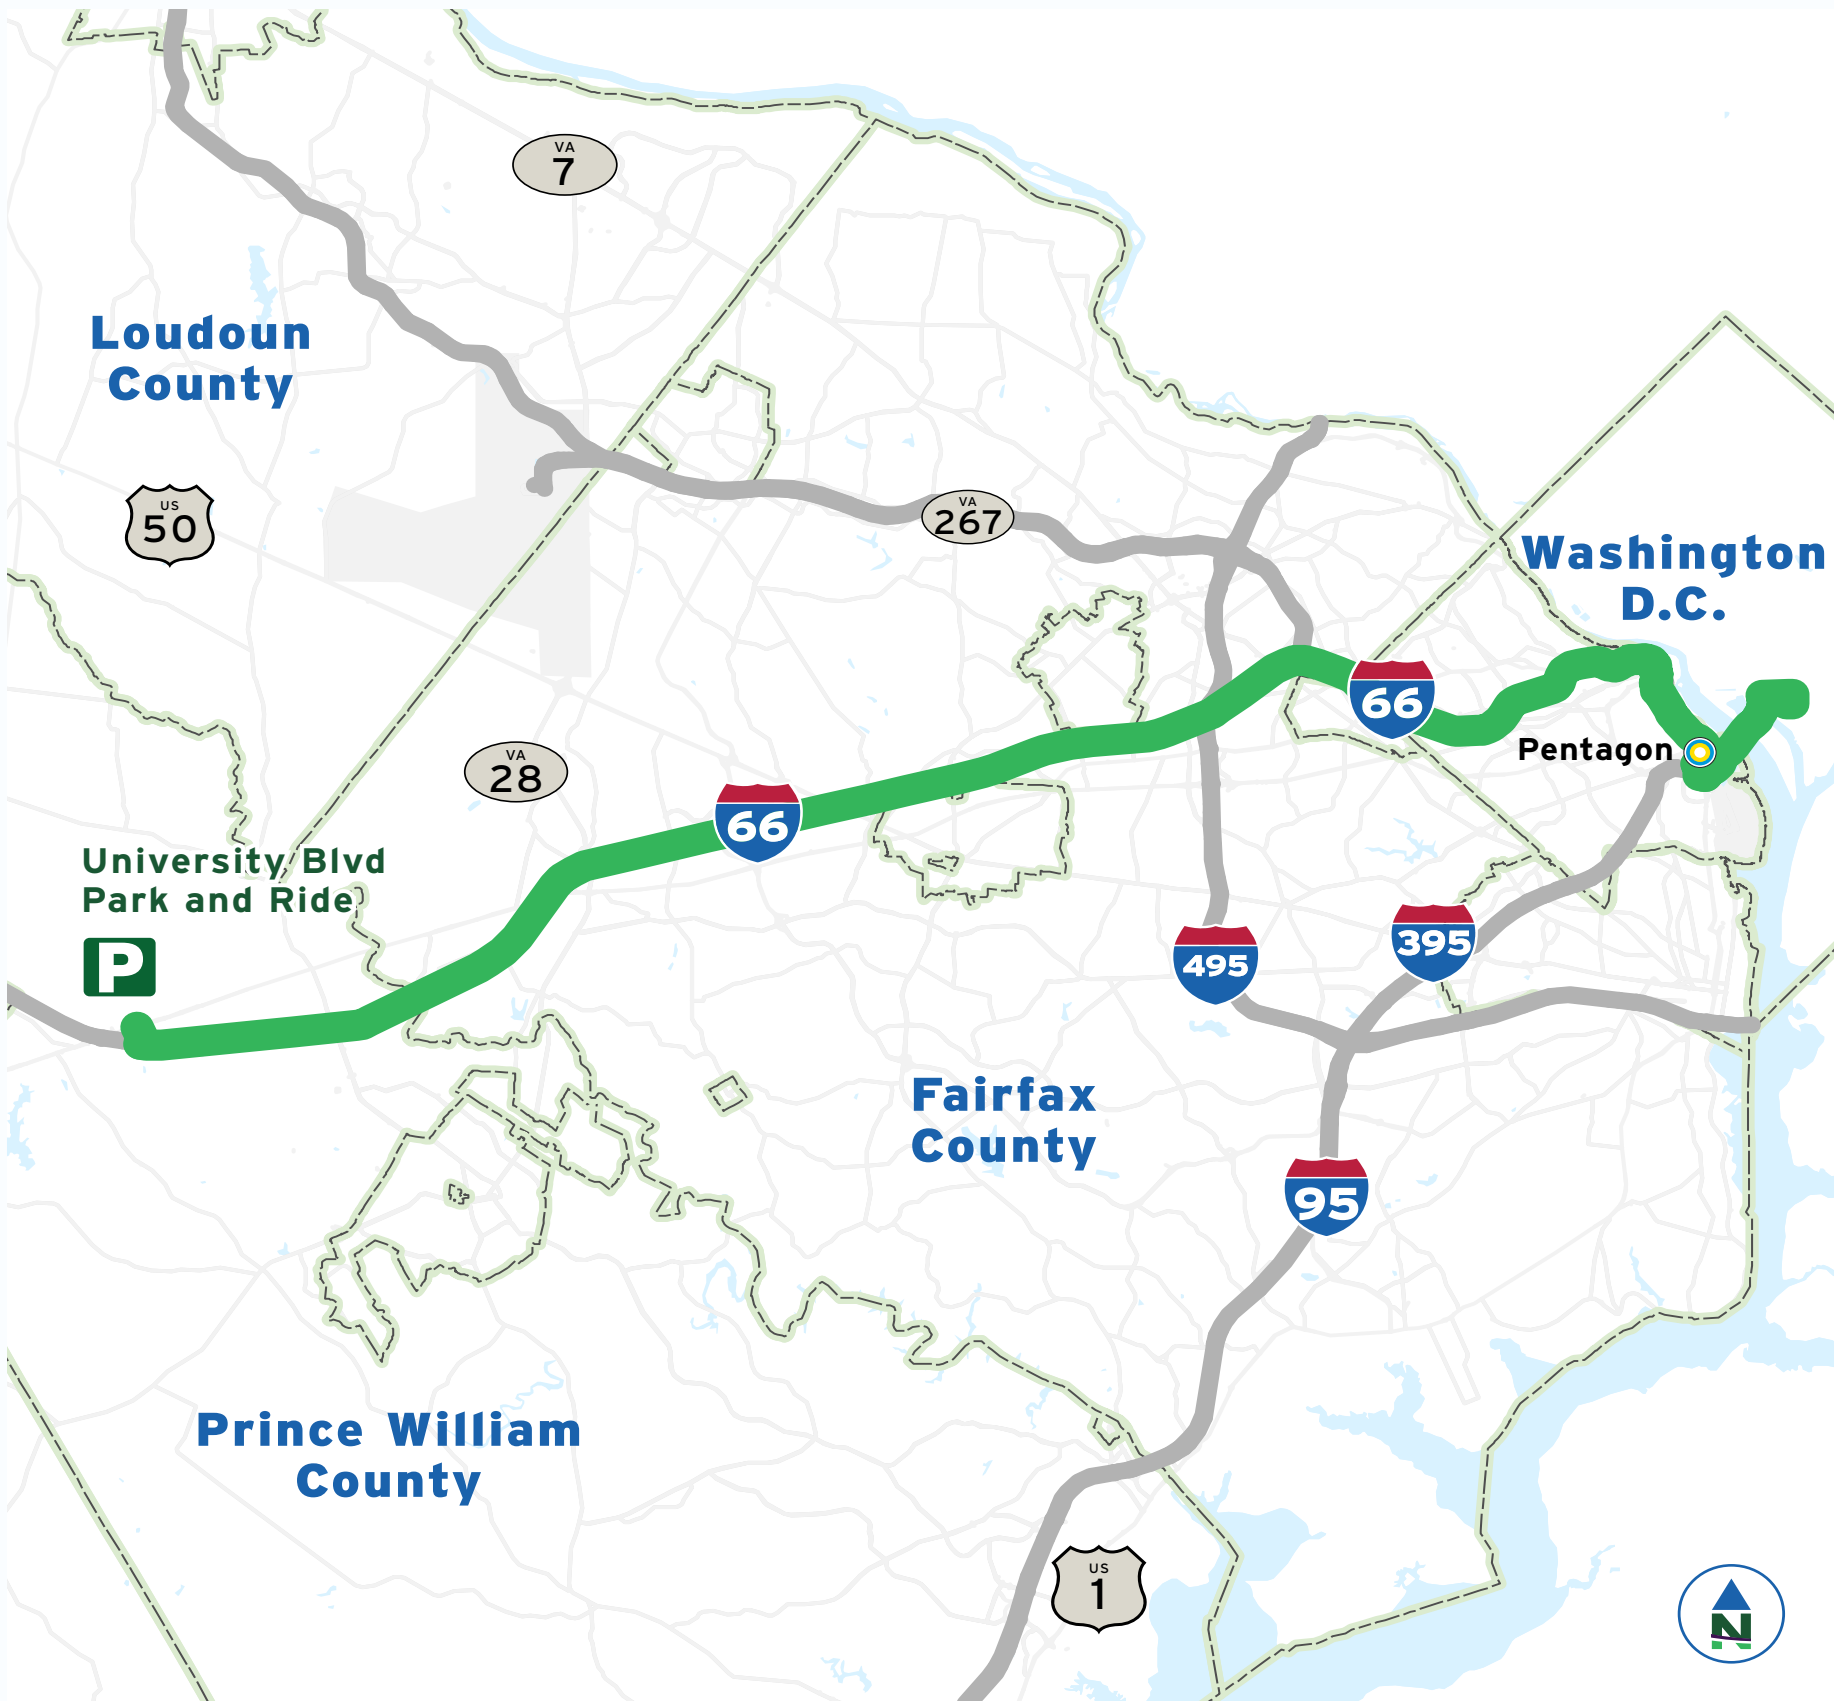 VA
7
Loudoun
County
US
50
VA
267
Washington
D.C.
66
Pentagon
VA
28
66
University Blvd
Park and Ride
P
395
495
Fairfax
County
95
Prince William
County
US
1
N